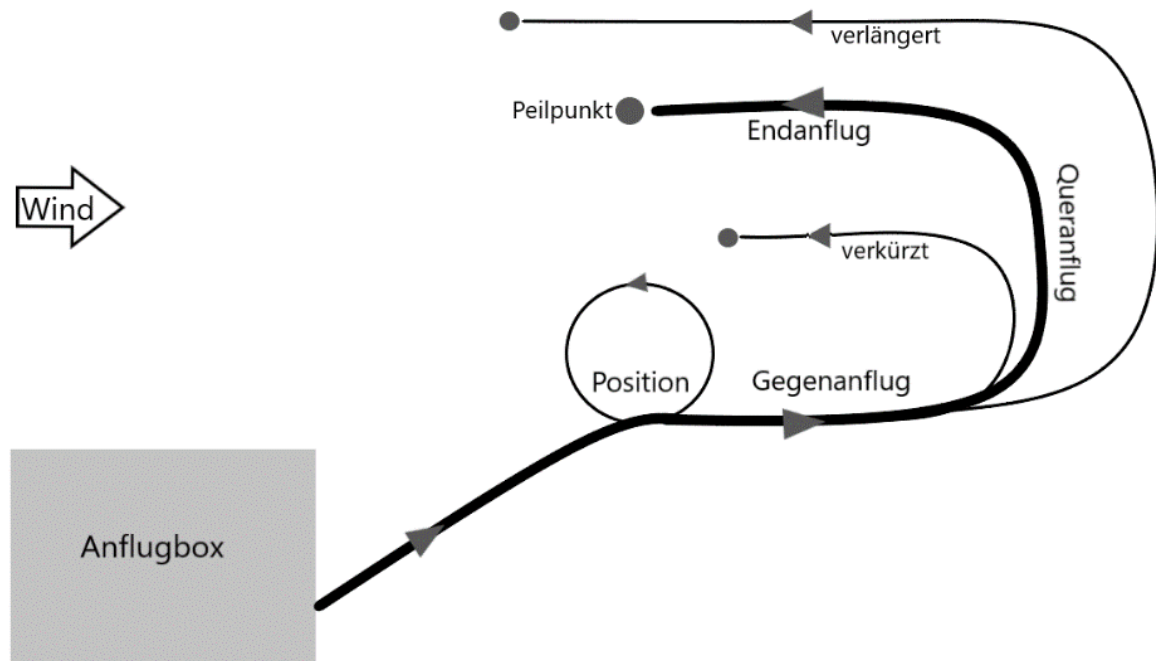 verlängert
Peilpunkt
Endanflug
Queranflug
Wind
verkürzt
Position
Gegenanflug
Anflugbox